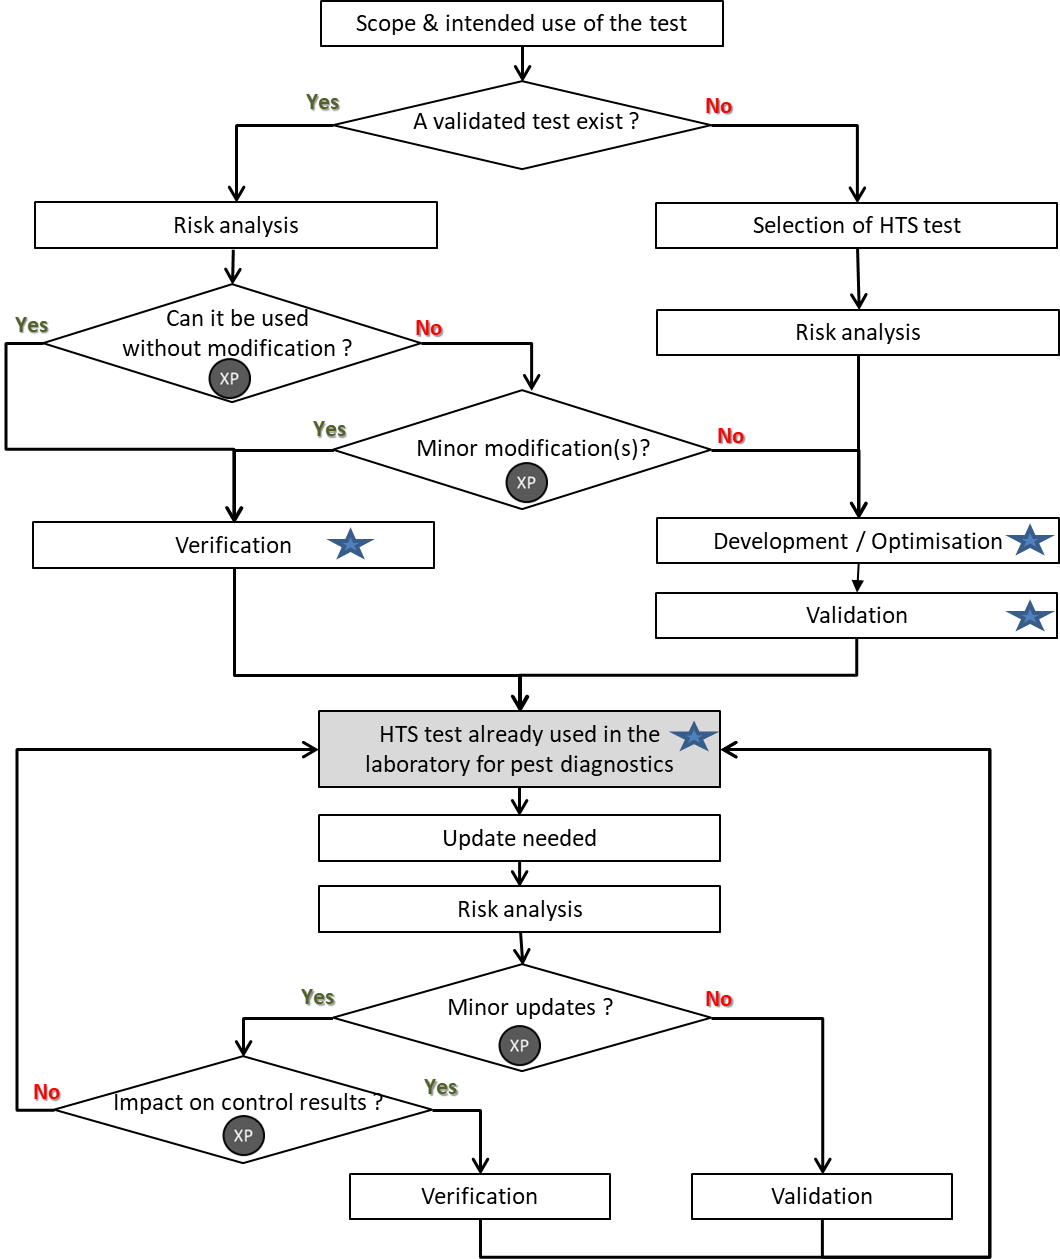 Scope & intended use of the test
Yes
No
A validated test exist ?
Risk analysis
Selection of HTS test
Yes
Can it be used
without modification ?
XP
No
Risk analysis
Yes
Minor modification(s)?
XP
No
Verification
Development / Optimisation
Validation
HTS test already used in the
laboratory for pest diagnostics
Update needed
Risk analysis
Yes
Minor updates ?
XP
No
No
Impact on control results ?
XP
Yes
Verification
Validation